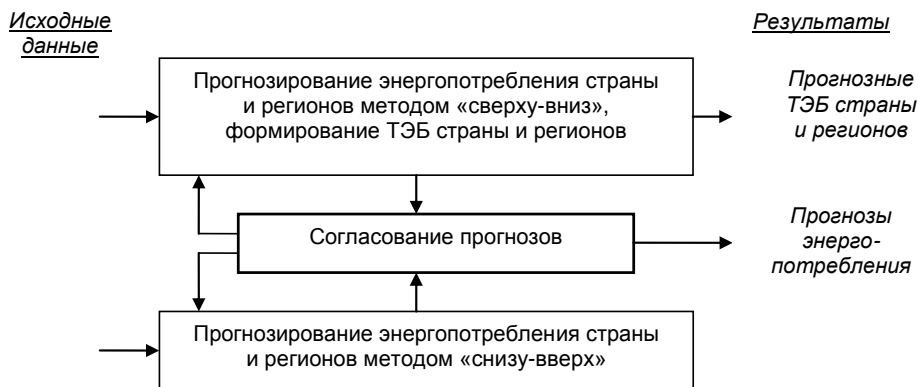 Исходные
данные
Результаты
Прогнозирование энергопотребления страны
и регионов методом «сверху-вниз»,
формирование ТЭБ страны и регионов
Прогнозные
ТЭБ страны
и регионов
Согласование прогнозов
Прогнозы
энерго-
потребления
Прогнозирование энергопотребления страны
и регионов методом «снизу-вверх»